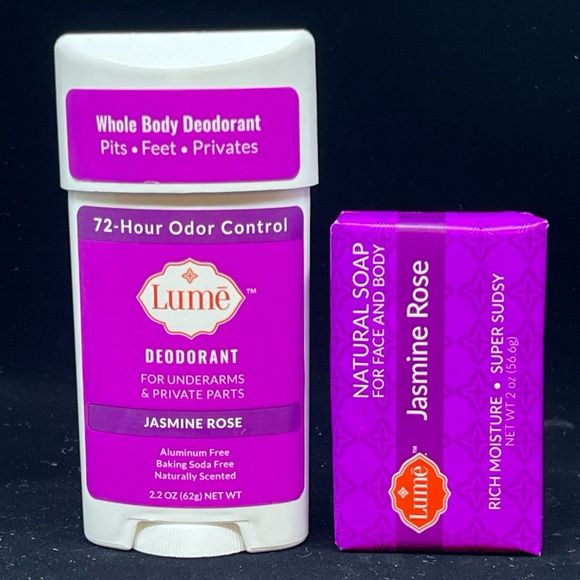 Whole Body Deodorant
Pits • Feet • Privates
72-Hour Odor Control
Lumē™
DEODORANT
FOR UNDERARMS
& PRIVATE PARTS
JASMINE ROSE
Aluminum Free
Baking Soda Free
Naturally Scented
2.2 OZ (62g) NET WT
NATURAL SOAP
FOR FACE AND BODY
Lumē™ Jasmine Rose
RICH MOISTURE • SUPER SUDSY
NET WT 2 oz (56.6g)